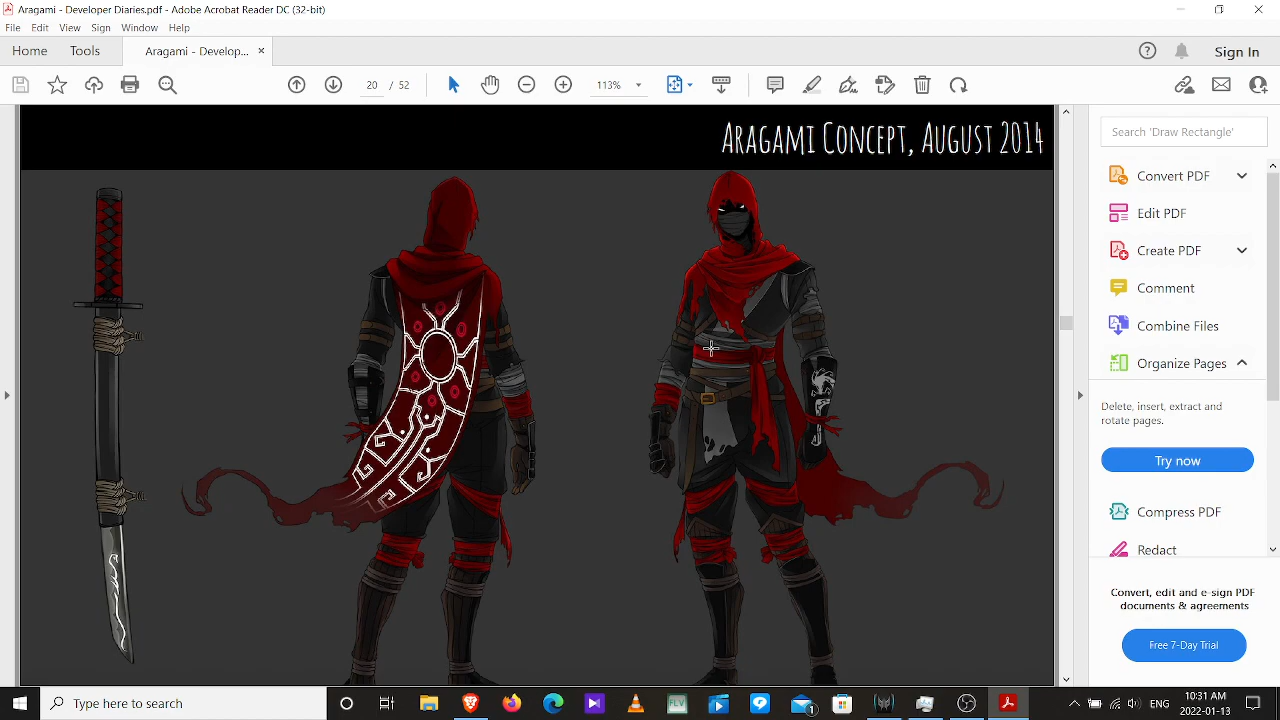 Aragami - Developer Diaries.pdf - Adobe Acrobat Reader DC (32-bit)
File Edit View Sign Window Help
Home Tools Aragami - Develop... ×
Sign In
20 / 52 113%
ARAGAMI CONCEPT, AUGUST 2014
Search 'Draw Rectangle'
Convert PDF
Edit PDF
Create PDF
Comment
Combine Files
Organize Pages
Delete, insert, extract and
rotate pages.
Try now
Compress PDF
Redact
Convert, edit and e-sign PDF
documents & agreements
Free 7-Day Trial
Type here to search
FLV
1
ENG
10:31 AM
2022-01-13